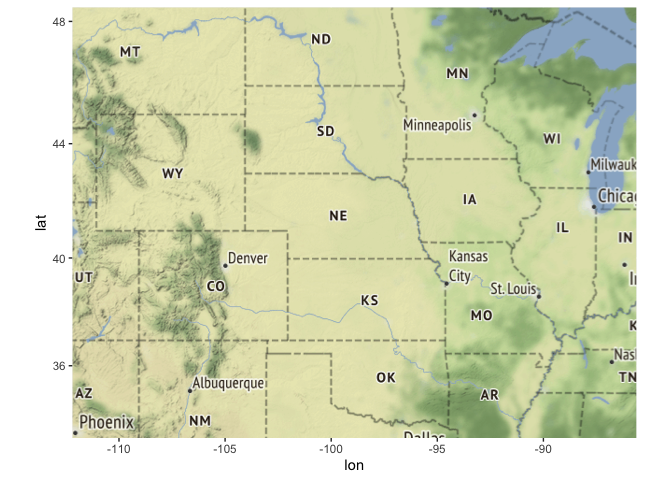 48
ND
MT
MN
Minneapolis
44
SD
WI
Milwauk
WY
Chicag
IA
NE
IL
lat
IN
40
Denver
Kansas
City
UT
I
CO
St. Louis
KS
MO
K
36
Nash
OK
TN
Albuquerque
AZ
AR
Phoenix
NM
Dallas
-110
-105
-100
-95
-90
lon